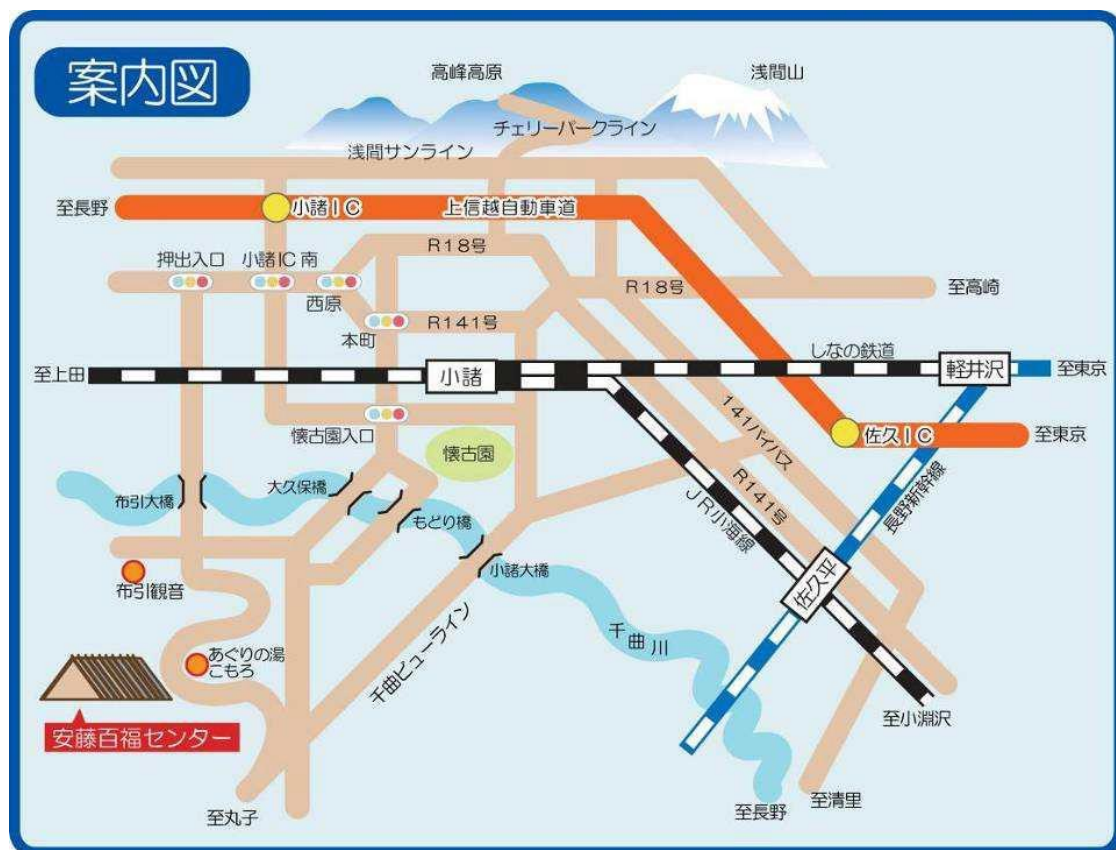 案内図
高峰高原
浅間山
チェリーパークライン
浅間サンライン
至長野
小諸IC
上信越自動車道
押出入口
小諸IC南
R18号
西原
R18号
至高崎
本町
R141号
しなの鉄道
至上田
小諸
軽井沢
至東京
懐古園入口
懐古園
141バイパス
佐久IC
至東京
布引大橋
大久保橋
もどり橋
R141号
JR小海線
長野新幹線
小諸大橋
布引観音
佐久平
千曲川
千曲ビューライン
あぐりの湯
こもろ
安藤百福センター
至小淵沢
至丸子
至長野
至清里